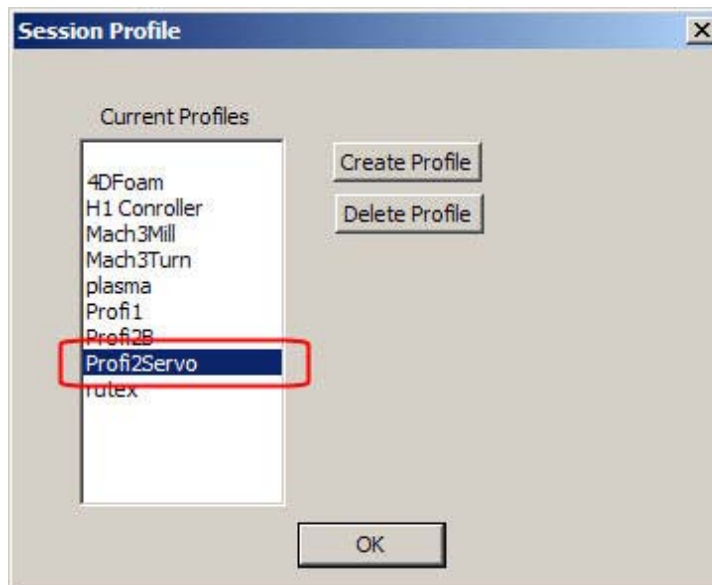 Session Profile
Current Profiles
4DFoam
H1 Conroller
Mach3Mill
Mach3Turn
plasma
Profi1
Profi2B
Profi2Servo
rutex
Create Profile
Delete Profile
OK